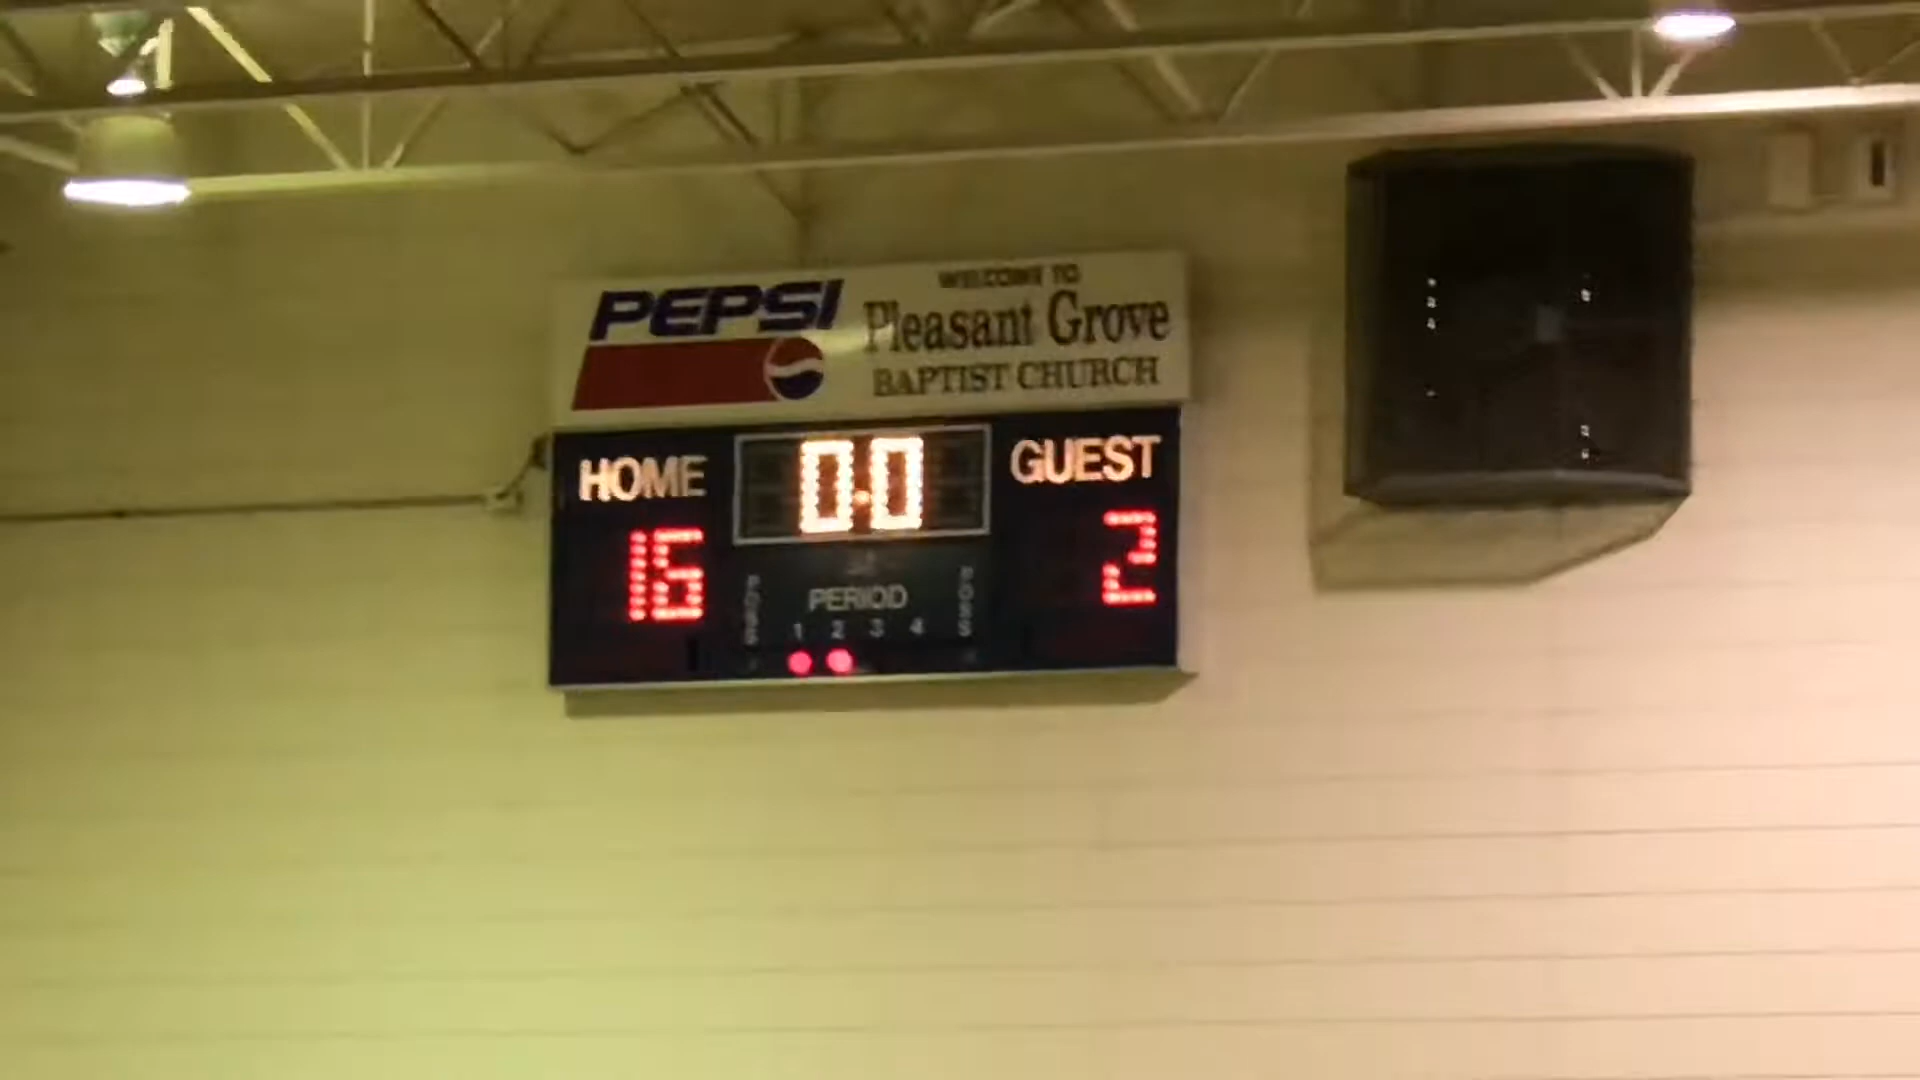 PEPSI
WELCOME TO
Pleasant Grove
BAPTIST CHURCH
HOME
0.0
GUEST
16
2
PERIOD
POSS
POSS
1 2 3 4